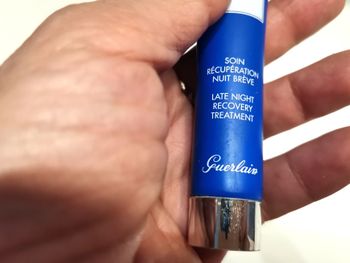 SOIN
RÉCUPÉRATION
NUIT BRÈVE
LATE NIGHT
RECOVERY
TREATMENT
Guerlain